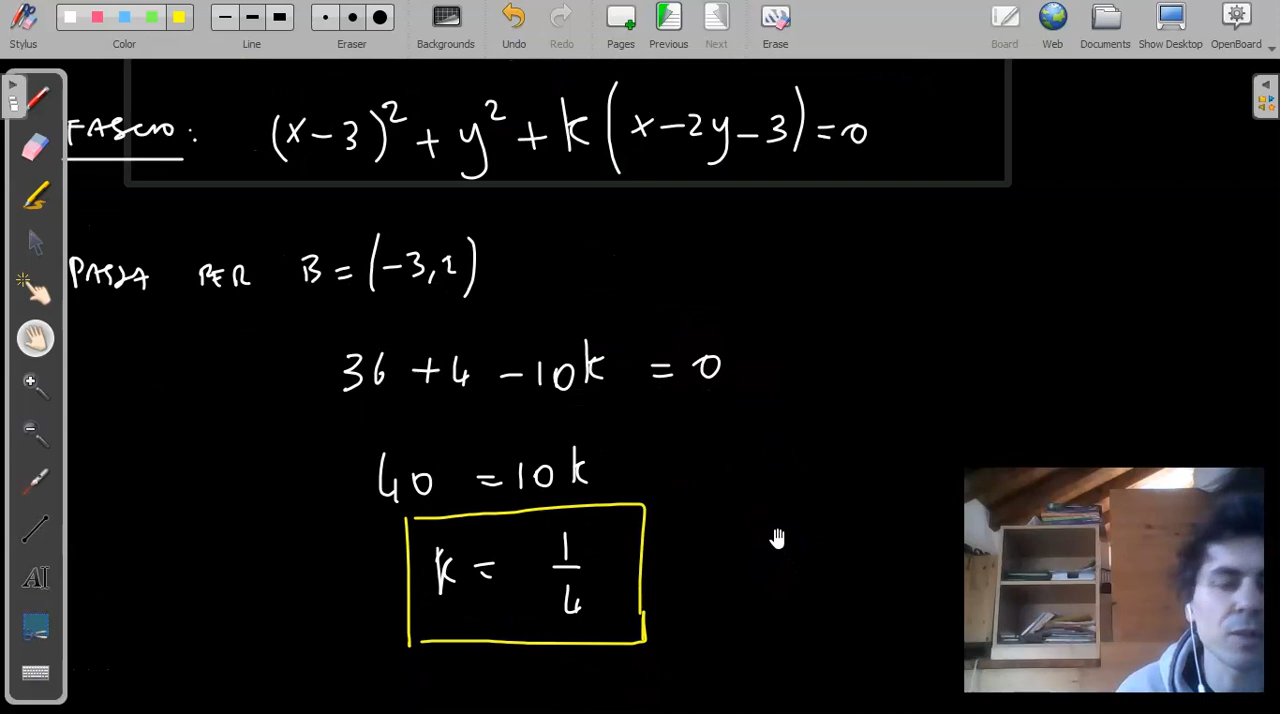 Stylus Color Line Eraser Backgrounds Undo Redo Pages Previous Next Erase Board Web Documents Show Desktop OpenBoard
FASCIO: (x-3)² + y² + k(x-2y-3) = 0
PASSA PER B = (-3,2)
36 + 4 - 10k = 0
40 = 10k
k = 1/4
AI